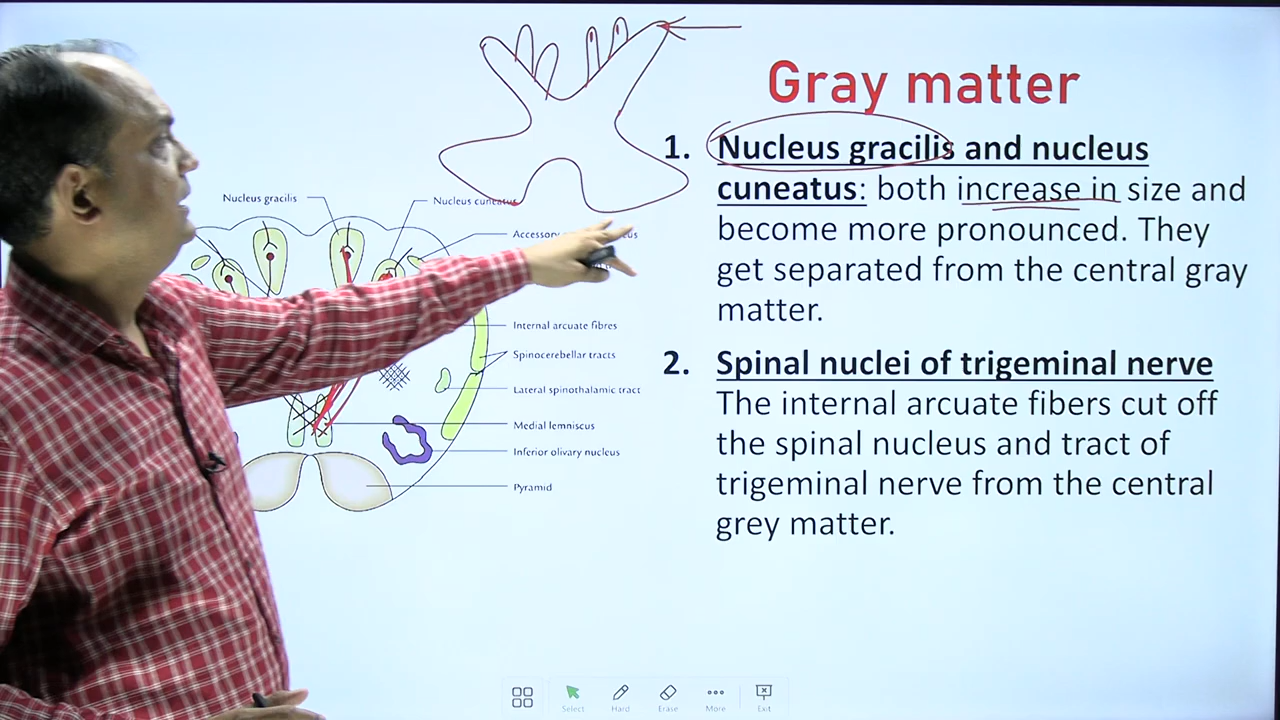 Gray matter
1. Nucleus gracilis and nucleus
cuneatus: both increase in size and
become more pronounced. They
get separated from the central gray
matter.
2. Spinal nuclei of trigeminal nerve
The internal arcuate fibers cut off
the spinal nucleus and tract of
trigeminal nerve from the central
grey matter.
Nucleus gracilis
Nucleus cuneatus
Accessory
Internal arcuate fibres
Spinocerebellar tracts
Lateral spinothalamic tract
Medial lemniscus
Inferior olivary nucleus
Pyramid
Select
Hard
Erase
More
Exit